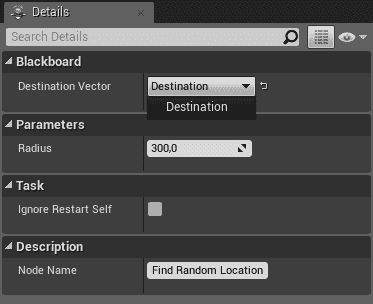 Details
Search Details
Blackboard
Destination Vector Destination
Destination
Parameters
Radius 300,0
Task
Ignore Restart Self
Description
Node Name Find Random Location